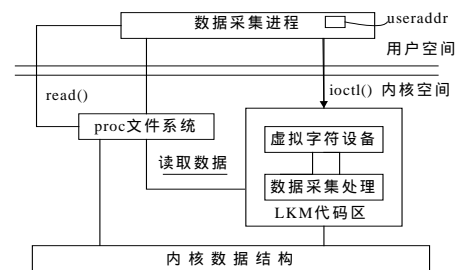 数据采集进程
useraddr
用户空间
read()
ioctl() 内核空间
proc文件系统
虚拟字符设备
读取数据
数据采集处理
LKM代码区
内核数据结构